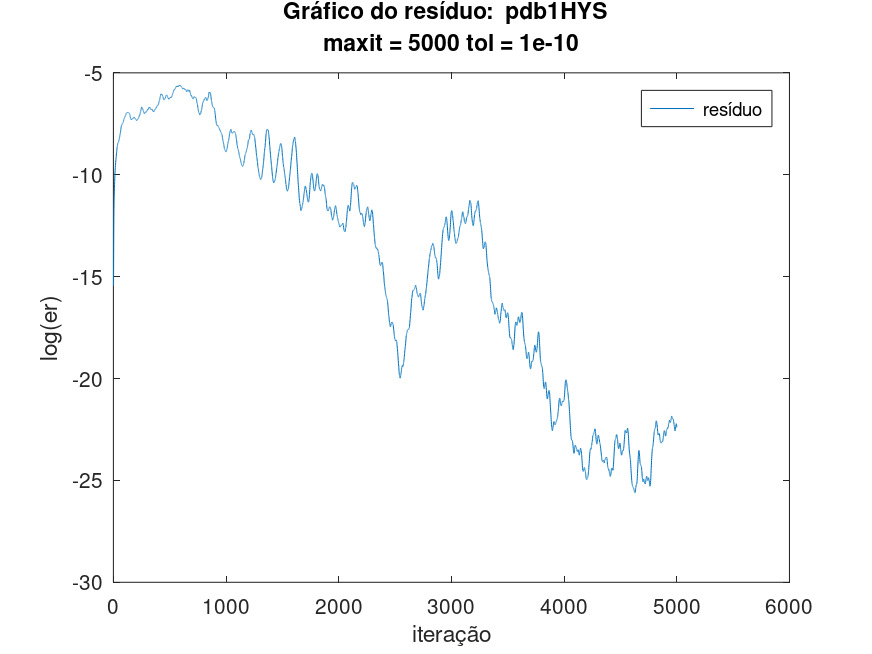 Gráfico do resíduo:  pdb1HYS
maxit = 5000 tol = 1e-10
-5
resíduo
-10
-15
log(er)
-20
-25
-30
0 1000 2000 3000 4000 5000 6000
iteração